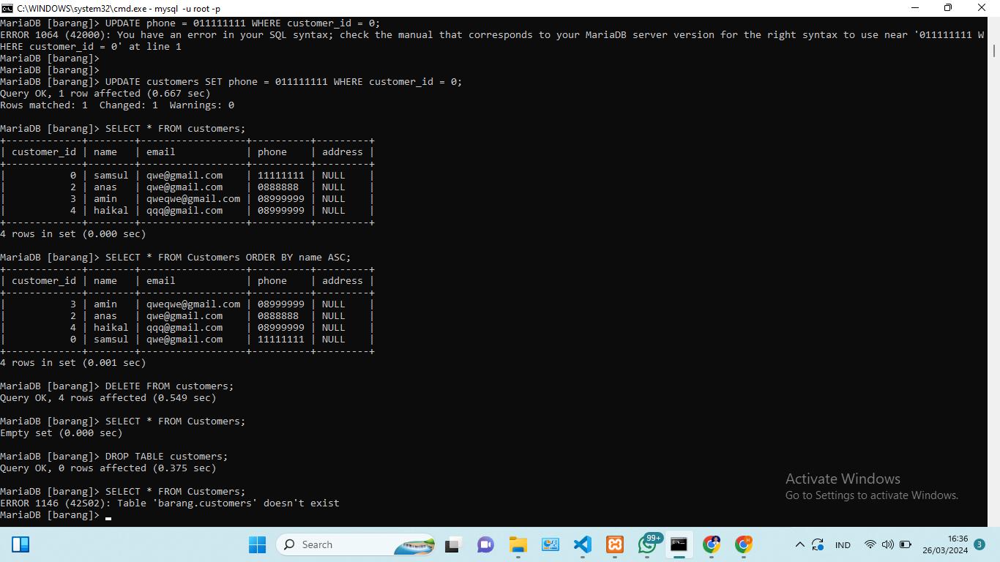 C:\WINDOWS\system32\cmd.exe - mysql -u root -p
MariaDB [barang]> UPDATE phone = 011111111 WHERE customer_id = 0;
ERROR 1064 (42000): You have an error in your SQL syntax; check the manual that corresponds to your MariaDB server version for the right syntax to use near '011111111 W
HERE customer_id = 0' at line 1
MariaDB [barang]>
MariaDB [barang]>
MariaDB [barang]> UPDATE customers SET phone = 011111111 WHERE customer_id = 0;
Query OK, 1 row affected (0.667 sec)
Rows matched: 1  Changed: 1  Warnings: 0
MariaDB [barang]> SELECT * FROM customers;
+-------------+--------+------------------+----------+---------+
| customer_id | name   | email            | phone    | address |
+-------------+--------+------------------+----------+---------+
|           0 | samsul | qwe@gmail.com    | 11111111 | NULL    |
|           2 | anas   | qwe@gmail.com    | 0888888  | NULL    |
|           3 | amin   | qweqwe@gmail.com | 08999999 | NULL    |
|           4 | haikal | qqq@gmail.com    | 08999999 | NULL    |
+-------------+--------+------------------+----------+---------+
4 rows in set (0.000 sec)
MariaDB [barang]> SELECT * FROM Customers ORDER BY name ASC;
+-------------+--------+------------------+----------+---------+
| customer_id | name   | email            | phone    | address |
+-------------+--------+------------------+----------+---------+
|           3 | amin   | qweqwe@gmail.com | 08999999 | NULL    |
|           2 | anas   | qwe@gmail.com    | 0888888  | NULL    |
|           4 | haikal | qqq@gmail.com    | 08999999 | NULL    |
|           0 | samsul | qwe@gmail.com    | 11111111 | NULL    |
+-------------+--------+------------------+----------+---------+
4 rows in set (0.001 sec)
MariaDB [barang]> DELETE FROM customers;
Query OK, 4 rows affected (0.549 sec)
MariaDB [barang]> SELECT * FROM Customers;
Empty set (0.000 sec)
MariaDB [barang]> DROP TABLE customers;
Query OK, 0 rows affected (0.375 sec)
MariaDB [barang]> SELECT * FROM Customers;
ERROR 1146 (42S02): Table 'barang.customers' doesn't exist
MariaDB [barang]>
Activate Windows
Go to Settings to activate Windows.
Search
99+
IND
16:36
26/03/2024
3